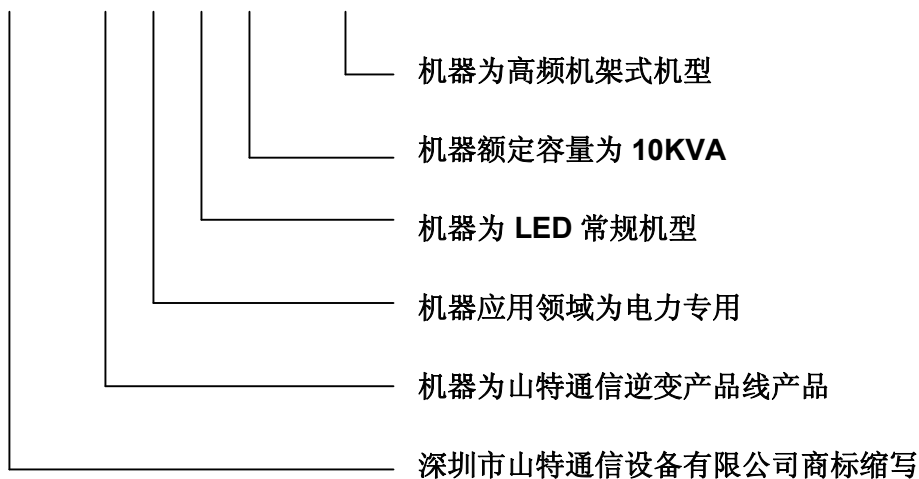 机器为高频机架式机型
机器额定容量为 10KVA
机器为 LED 常规机型
机器应用领域为电力专用
机器为山特通信逆变产品线产品
深圳市山特通信设备有限公司商标缩写